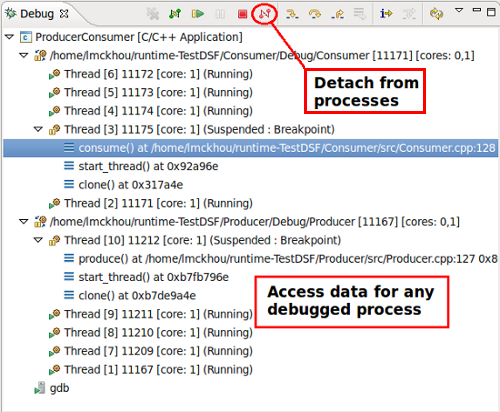 Debug
ProducerConsumer [C/C++ Application]
/home/lmckhou/runtime-TestDSF/Consumer/Debug/Consumer [11171] [cores: 0,1]
Thread [6] 11172 [core: 1] (Running)
Thread [5] 11173 [core: 1] (Running)
Thread [4] 11174 [core: 1] (Running)
Thread [3] 11175 [core: 1] (Suspended : Breakpoint)
consume() at /home/lmckhou/runtime-TestDSF/Consumer/src/Consumer.cpp:128
start_thread() at 0x92a96e
clone() at 0x317a4e
Thread [2] 11171 [core: 1] (Running)
/home/lmckhou/runtime-TestDSF/Producer/Debug/Producer [11167] [cores: 0,1]
Thread [10] 11212 [core: 1] (Suspended : Breakpoint)
produce() at /home/lmckhou/runtime-TestDSF/Producer/src/Producer.cpp:127 0x8
start_thread() at 0xb7fb796e
clone() at 0xb7de9a4e
Thread [9] 11211 [core: 1] (Running)
Thread [8] 11210 [core: 1] (Running)
Thread [7] 11209 [core: 1] (Running)
Thread [1] 11167 [core: 1] (Running)
gdb
Detach from
processes
Access data for any
debugged process